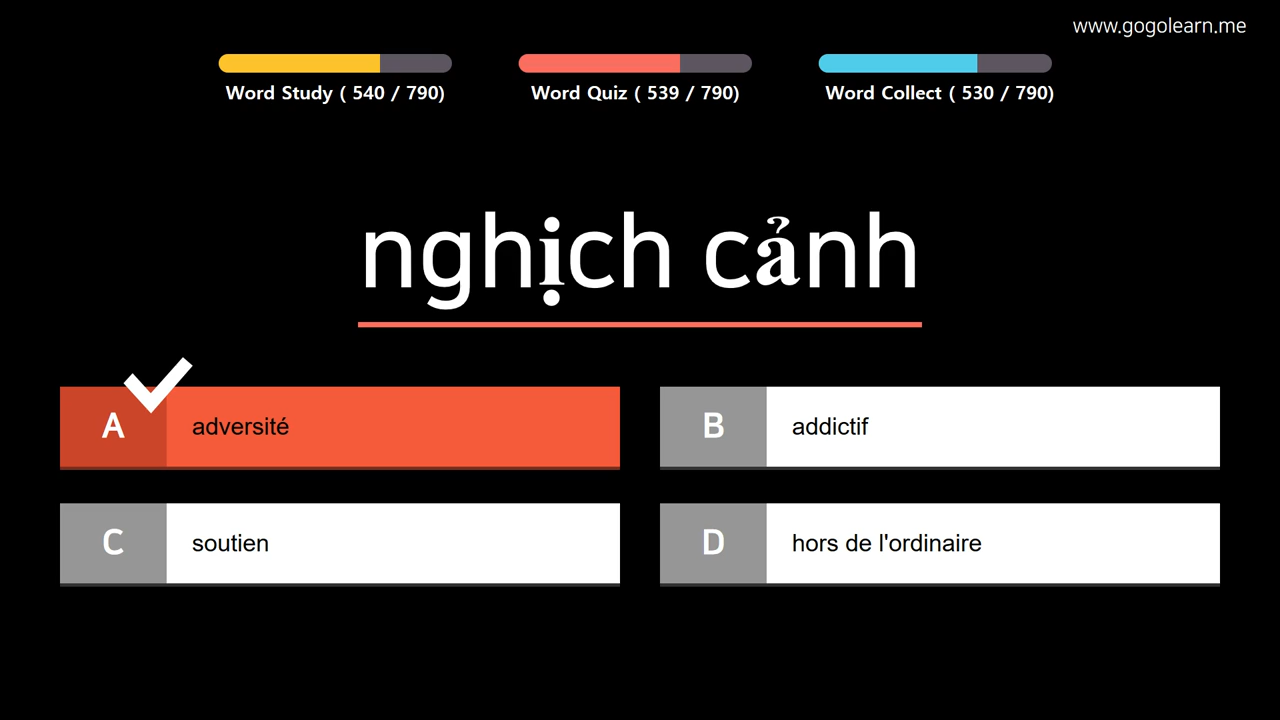 www.gogolearn.me
Word Study ( 540 / 790)
Word Quiz ( 539 / 790)
Word Collect ( 530 / 790)
nghịch cảnh
A
adversité
B
addictif
C
soutien
D
hors de l'ordinaire